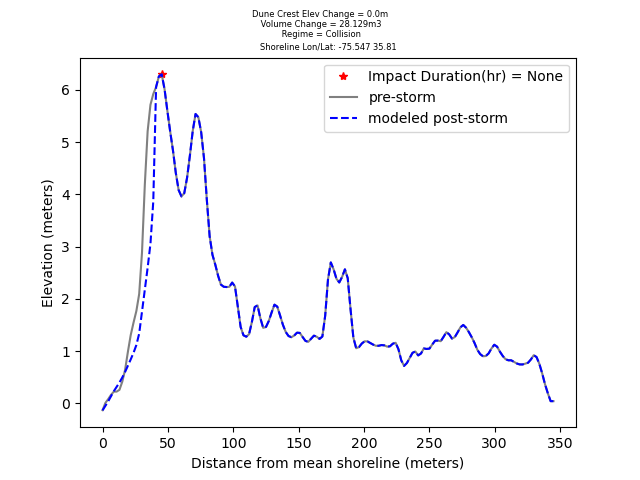 Dune Crest Elev Change = 0.0m
Volume Change = 28.129m3
Regime = Collision
Shoreline Lon/Lat: -75.547 35.81
Impact Duration(hr) = None
pre-storm
modeled post-storm
Elevation (meters)
6
5
4
3
2
1
0
0 50 100 150 200 250 300 350
Distance from mean shoreline (meters)